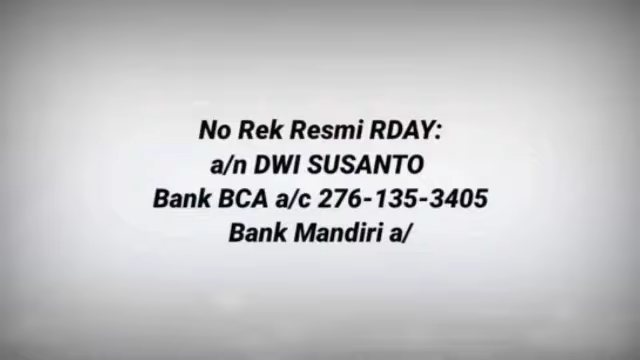 No Rek Resmi RDAY:
a/n DWI SUSANTO
Bank BCA a/c 276-135-3405
Bank Mandiri a/